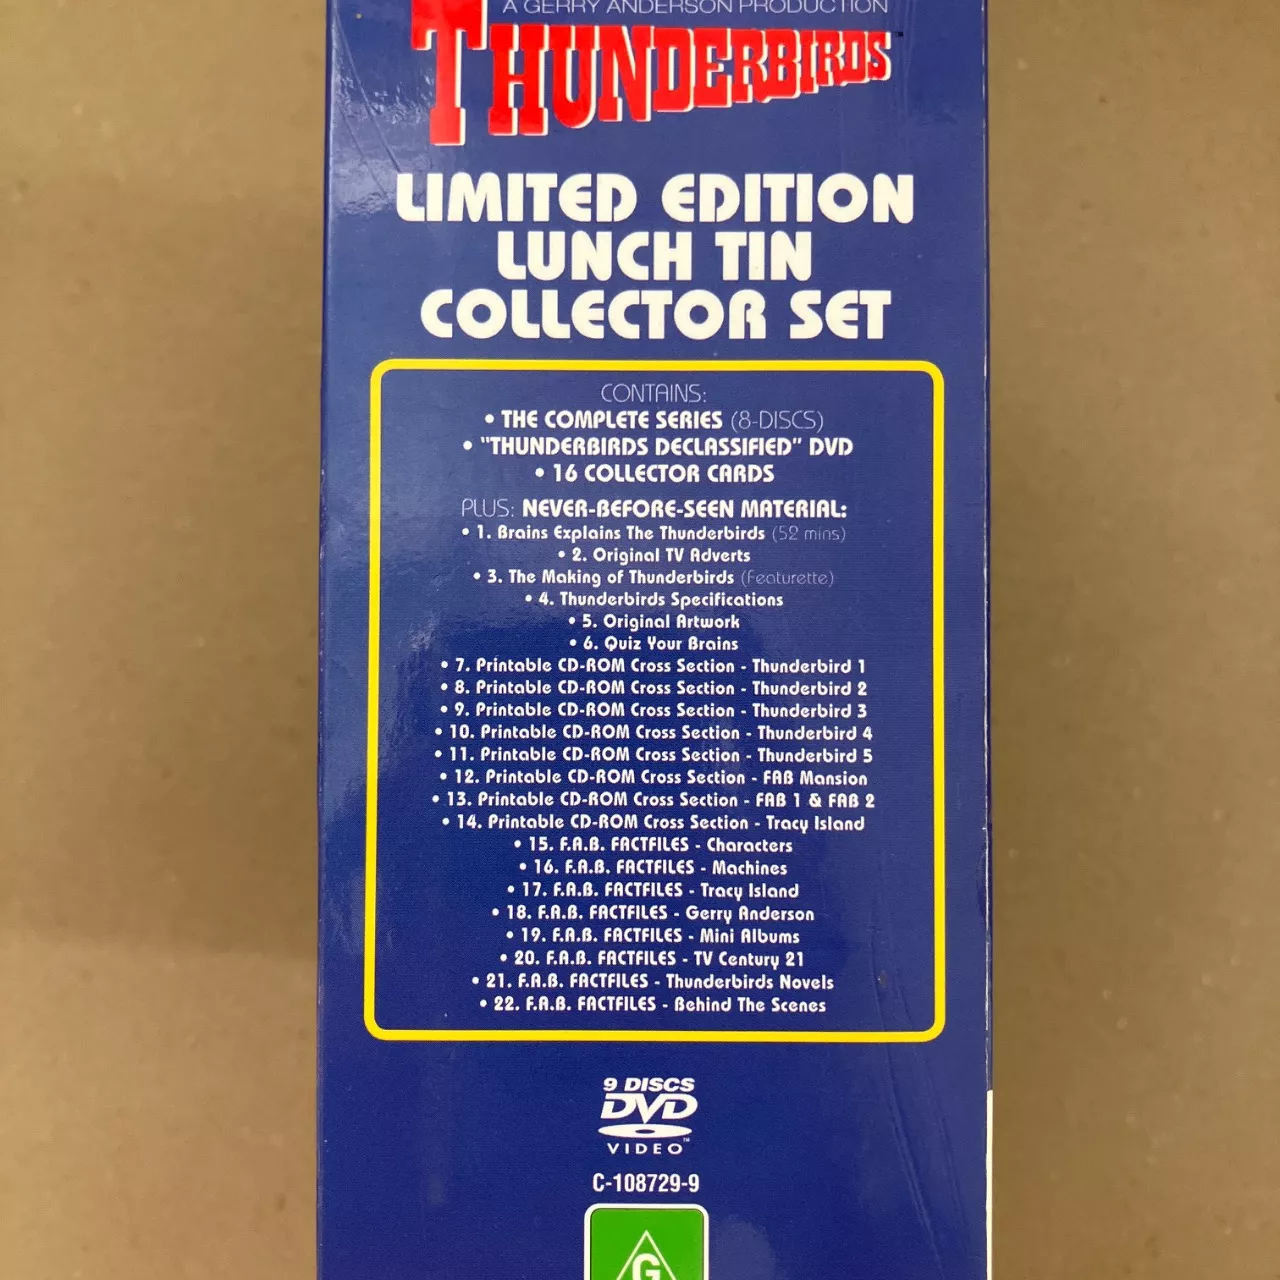 A GERRY ANDERSON PRODUCTION
THUNDERBIRDS™
LIMITED EDITION
LUNCH TIN
COLLECTOR SET
CONTAINS:
• THE COMPLETE SERIES (8-DISCS)
• "THUNDERBIRDS DECLASSIFIED" DVD
• 16 COLLECTOR CARDS
PLUS: NEVER-BEFORE-SEEN MATERIAL:
• 1. Brains Explains The Thunderbirds (52 mins)
• 2. Original TV Adverts
• 3. The Making of Thunderbirds (Featurette)
• 4. Thunderbirds Specifications
• 5. Original Artwork
• 6. Quiz Your Brains
• 7. Printable CD-ROM Cross Section - Thunderbird 1
• 8. Printable CD-ROM Cross Section - Thunderbird 2
• 9. Printable CD-ROM Cross Section - Thunderbird 3
• 10. Printable CD-ROM Cross Section - Thunderbird 4
• 11. Printable CD-ROM Cross Section - Thunderbird 5
• 12. Printable CD-ROM Cross Section - FAB Mansion
• 13. Printable CD-ROM Cross Section - FAB 1 & FAB 2
• 14. Printable CD-ROM Cross Section - Tracy Island
• 15. F.A.B. FACTFILES - Characters
• 16. F.A.B. FACTFILES - Machines
• 17. F.A.B. FACTFILES - Tracy Island
• 18. F.A.B. FACTFILES - Gerry Anderson
• 19. F.A.B. FACTFILES - Mini Albums
• 20. F.A.B. FACTFILES - TV Century 21
• 21. F.A.B. FACTFILES - Thunderbirds Novels
• 22. F.A.B. FACTFILES - Behind The Scenes
9 DISCS
DVD
VIDEO™
C-108729-9
G